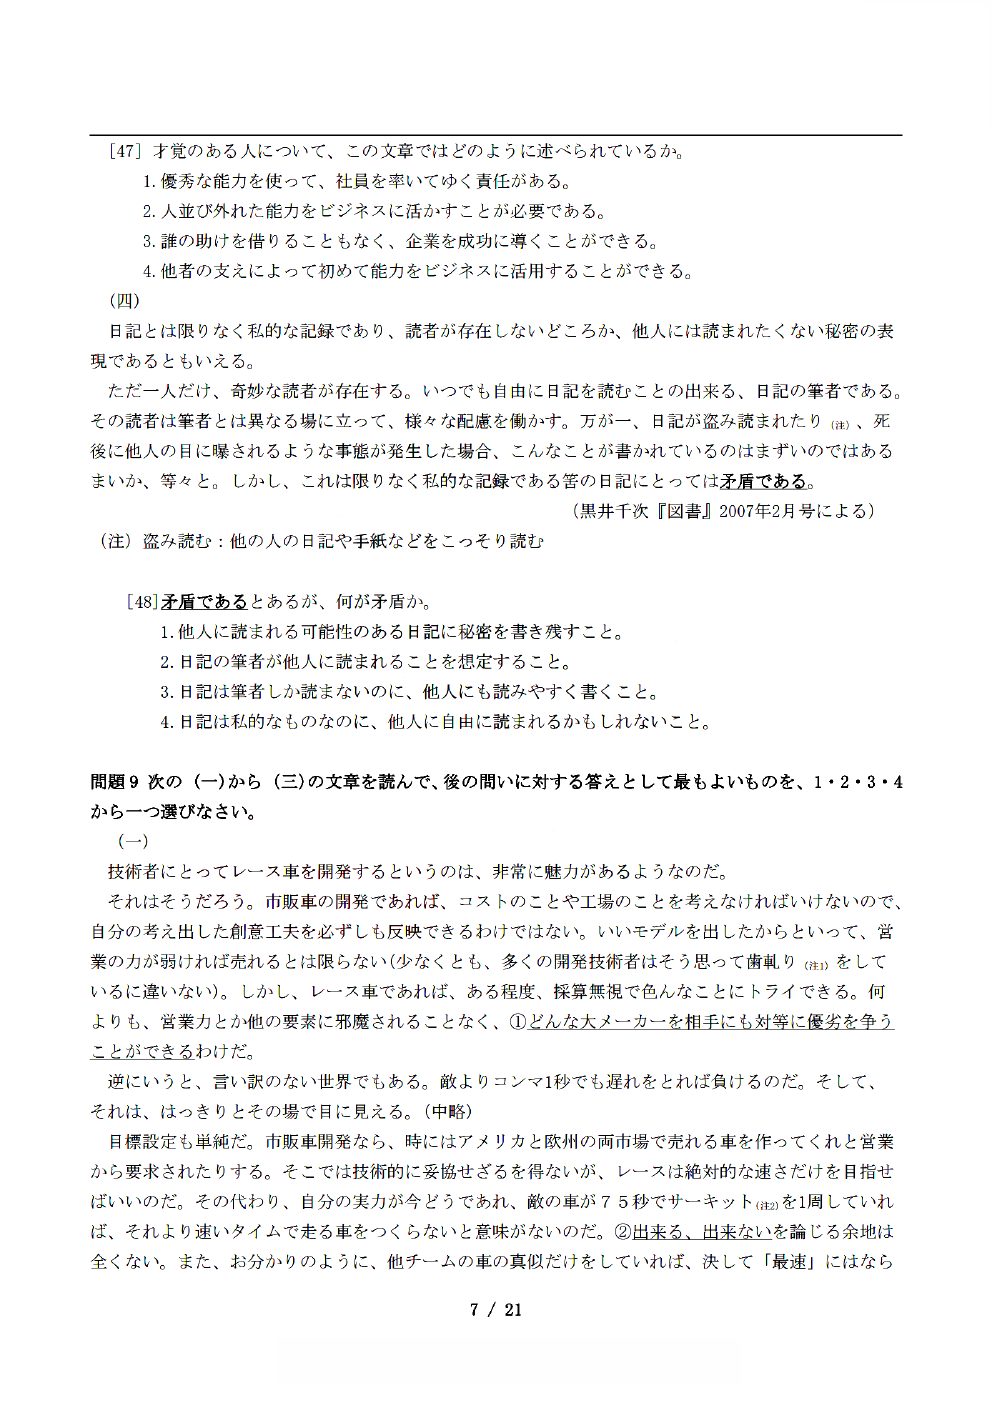 [47] 才覚のある人について、この文章ではどのように述べられているか。
1.優秀な能力を使って、社員を率いてゆく責任がある。
2.人並び外れた能力をビジネスに活かすことが必要である。
3.誰の助けを借りることもなく、企業を成功に導くことができる。
4.他者の支えによって初めて能力をビジネスに活用することができる。
（四）
日記とは限りなく私的な記録であり、読者が存在しないどころか、他人には読まれたくない秘密の表
現であるともいえる。
ただ一人だけ、奇妙な読者が存在する。いつでも自由に日記を読むことの出来る、日記の筆者である。
その読者は筆者とは異なる場に立って、様々な配慮を働かす。万が一、日記が盗み読まれたり（注）、死
後に他人の目に曝されるような事態が発生した場合、こんなことが書かれているのはまずいのではある
まいか、等々と。しかし、これは限りなく私的な記録である筈の日記にとっては矛盾である。
（黒井千次『図書』2007年2月号による）
（注）盗み読む：他の人の日記や手紙などをこっそり読む
[48]矛盾であるとあるが、何が矛盾か。
1.他人に読まれる可能性のある日記に秘密を書き残すこと。
2.日記の筆者が他人に読まれることを想定すること。
3.日記は筆者しか読まないのに、他人にも読みやすく書くこと。
4.日記は私的なものなのに、他人に自由に読まれるかもしれないこと。
問題９ 次の（一）から（三）の文章を読んで、後の問いに対する答えとして最もよいものを、1・2・3・4
から一つ選びなさい。
（一）
技術者にとってレース車を開発するというのは、非常に魅力があるようなのだ。
それはそうだろう。市販車の開発であれば、コストのことや工場のことを考えなければいけないので、
自分の考え出した創意工夫を必ずしも反映できるわけではない。いいモデルを出したからといって、営
業の力が弱ければ売れるとは限らない(少なくとも、多くの開発技術者はそう思って歯軋り（注1）をして
いるに違いない)。しかし、レース車であれば、ある程度、採算無視で色んなことにトライできる。何
よりも、営業力とか他の要素に邪魔されることなく、①どんな大メーカーを相手にも対等に優劣を争う
ことができるわけだ。
逆にいうと、言い訳のない世界でもある。敵よりコンマ1秒でも遅れをとれば負けるのだ。そして、
それは、はっきりとその場で目に見える。（中略）
目標設定も単純だ。市販車開発なら、時にはアメリカと欧州の両市場で売れる車を作ってくれと営業
から要求されたりする。そこでは技術的に妥協せざるを得ないが、レースは絶対的な速さだけを目指せ
ばいいのだ。その代わり、自分の実力が今どうであれ、敵の車が７５秒でサーキット（注2）を1周していれ
ば、それより速いタイムで走る車をつくらないと意味がないのだ。②出来る、出来ないを論じる余地は
全くない。また、お分かりのように、他チームの車の真似だけをしていれば、決して「最速」にはなら
7 / 21